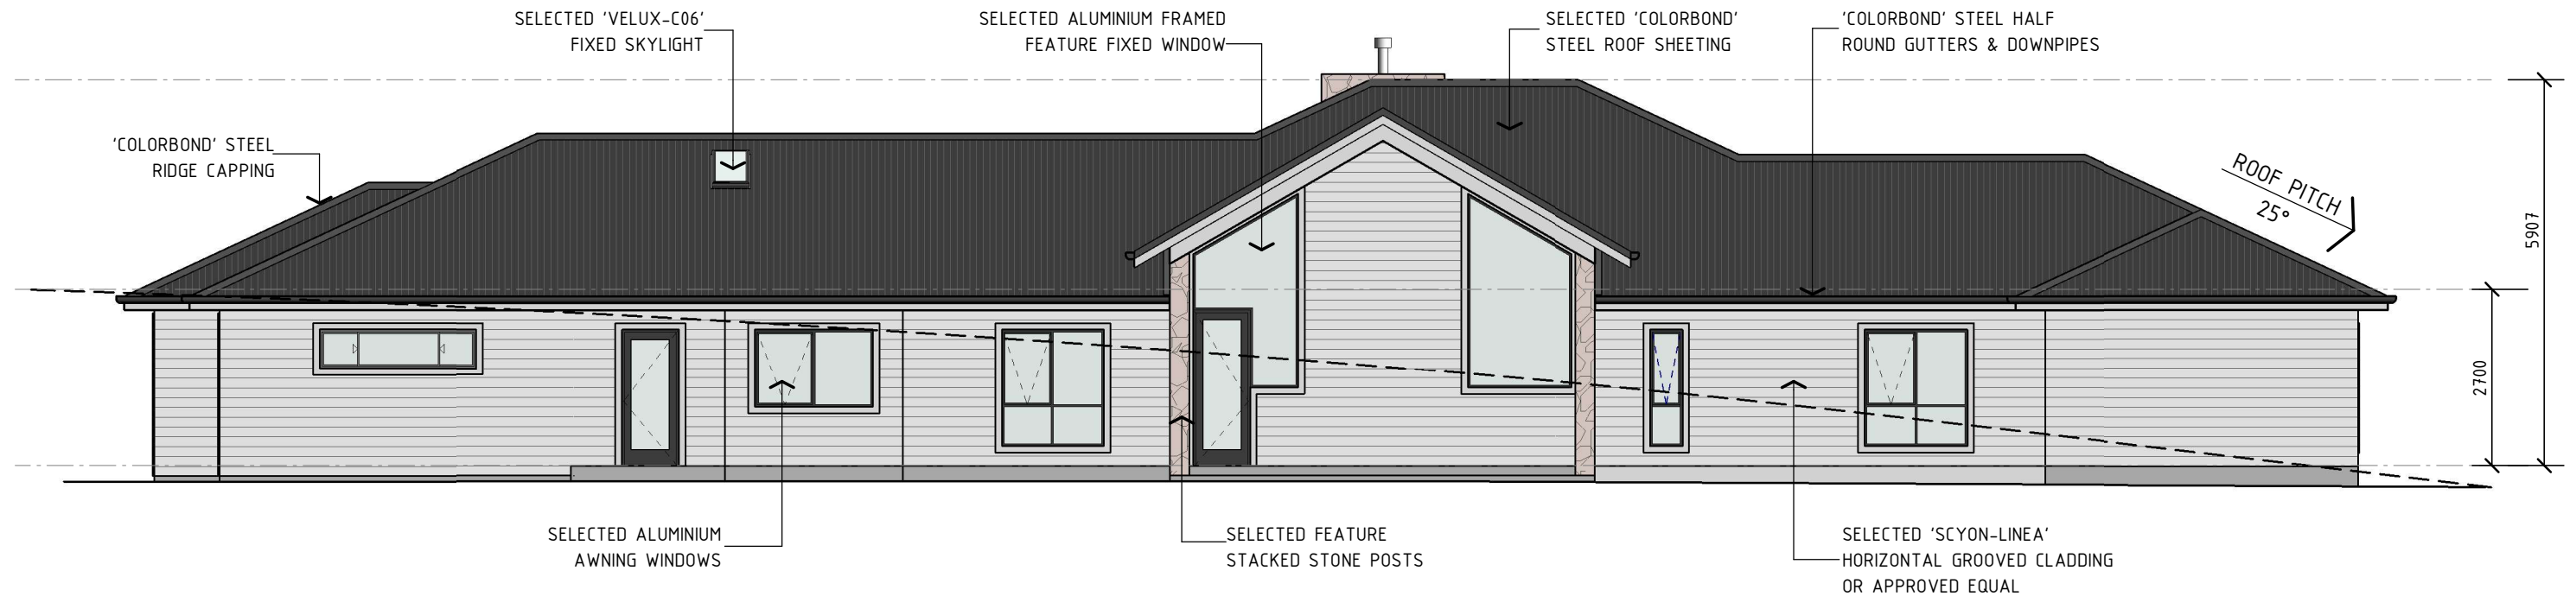 SELECTED 'VELUX-C06'
FIXED SKYLIGHT
SELECTED ALUMINIUM FRAMED
FEATURE FIXED WINDOW
SELECTED 'COLORBOND'
STEEL ROOF SHEETING
'COLORBOND' STEEL HALF
ROUND GUTTERS & DOWNPIPES
'COLORBOND' STEEL
RIDGE CAPPING
ROOF PITCH
25°
5907
2700
SELECTED ALUMINIUM
AWNING WINDOWS
SELECTED FEATURE
STACKED STONE POSTS
SELECTED 'SCYON-LINEA'
HORIZONTAL GROOVED CLADDING
OR APPROVED EQUAL